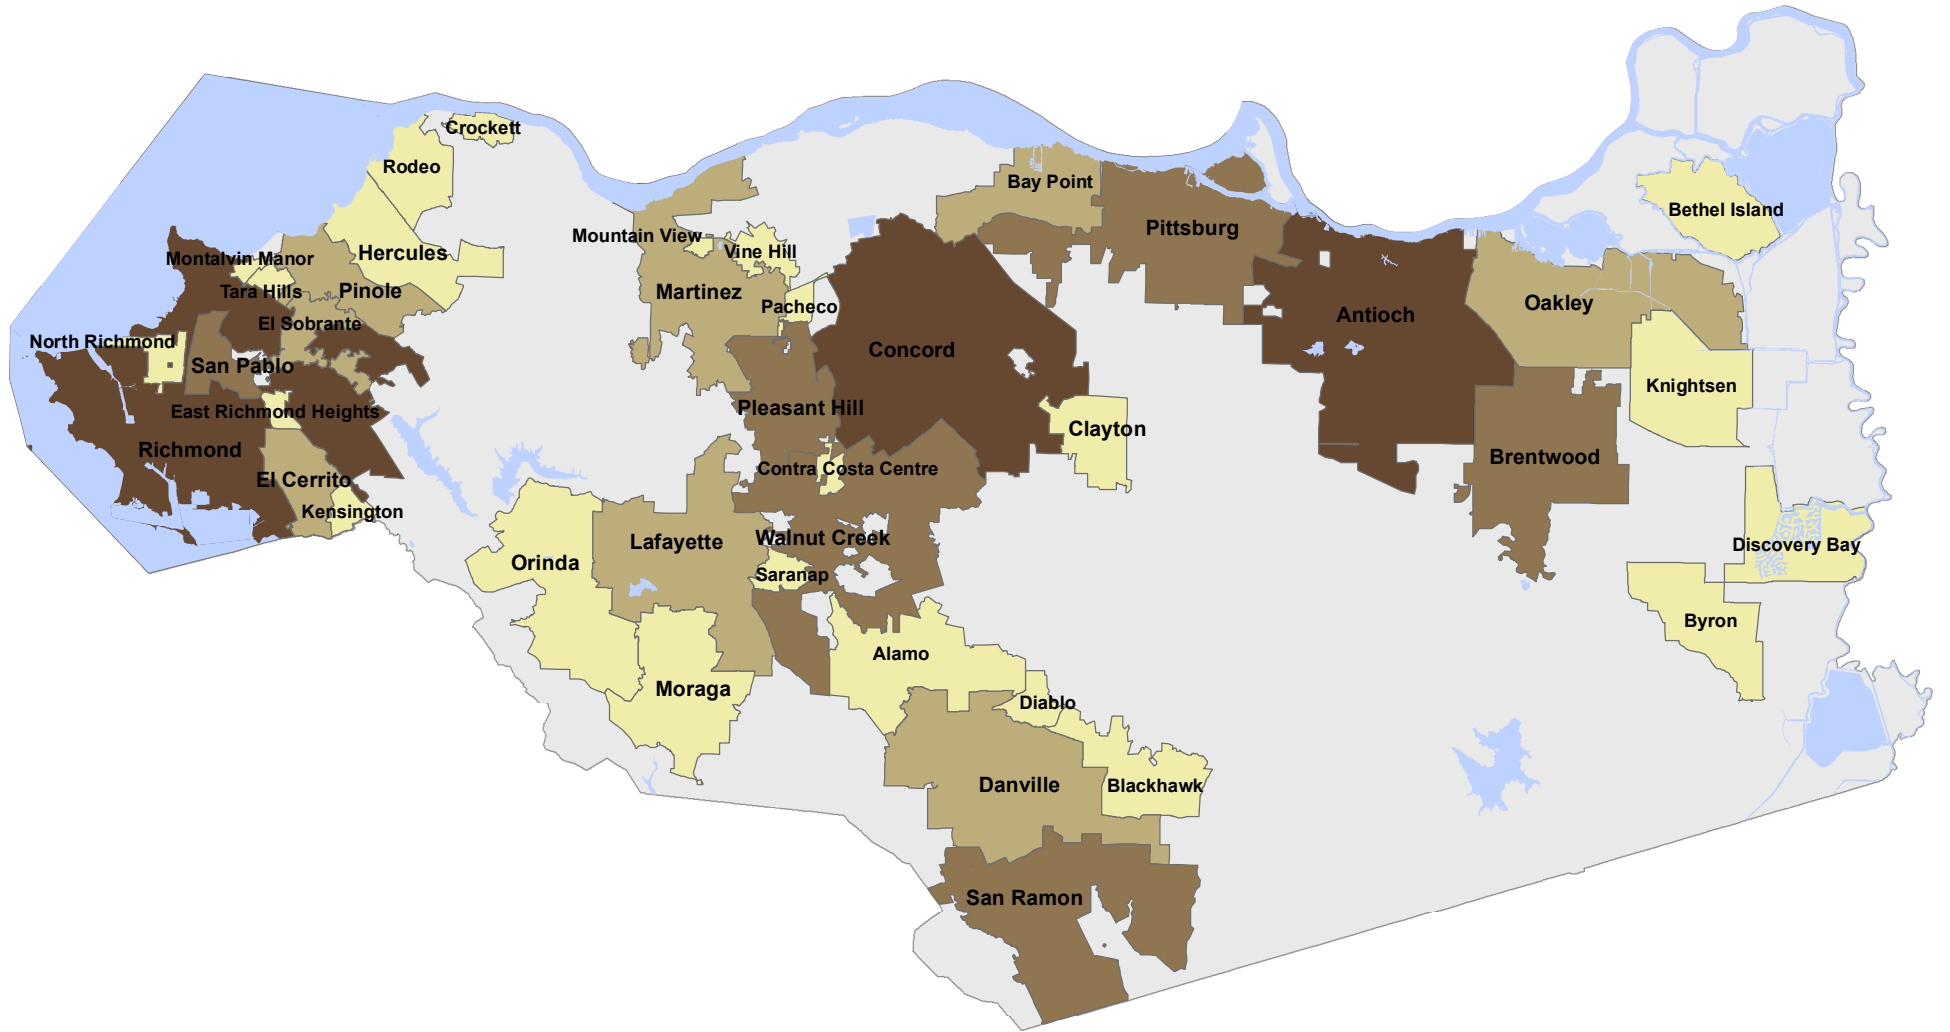 Crockett
Rodeo
Bay Point
Bethel Island
Pittsburg
Mountain View
Vine Hill
Hercules
Montalvin Manor
Tara Hills
Pinole
Martinez
Pacheco
Oakley
Antioch
El Sobrante
North Richmond
Concord
San Pablo
Knightsen
East Richmond Heights
Pleasant Hill
Clayton
Richmond
Brentwood
Contra Costa Centre
El Cerrito
Kensington
Walnut Creek
Lafayette
Discovery Bay
Orinda
Saranap
Byron
Alamo
Moraga
Diablo
Danville
Blackhawk
San Ramon